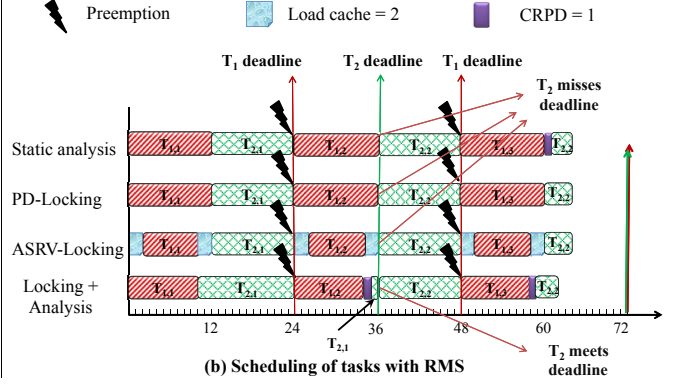 Preemption Load cache = 2 CRPD = 1
T1 deadline T2 deadline T1 deadline
T2 misses
deadline
Static analysis T1,1 T2,1 T1,2 T2,2 T1,3 T2,2
PD-Locking T1,1 T2,1 T1,2 T2,2 T1,3 T2,2
ASRV-Locking T1,1 T2,1 T1,2 T2,2 T1,3 T2,2
Locking +
Analysis
T1,1 T2,1 T1,2 T2,2 T1,3 T2,2
12 24 36 48 60 72
T2,1
T2 meets
deadline
(b) Scheduling of tasks with RMS